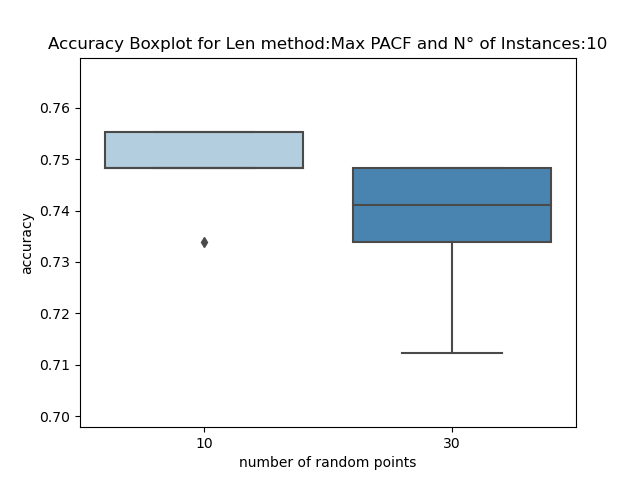 Accuracy Boxplot for Len method:Max PACF and N° of Instances:10
0.76
0.75
0.74
0.73
0.72
0.71
0.70
accuracy
10 30
number of random points